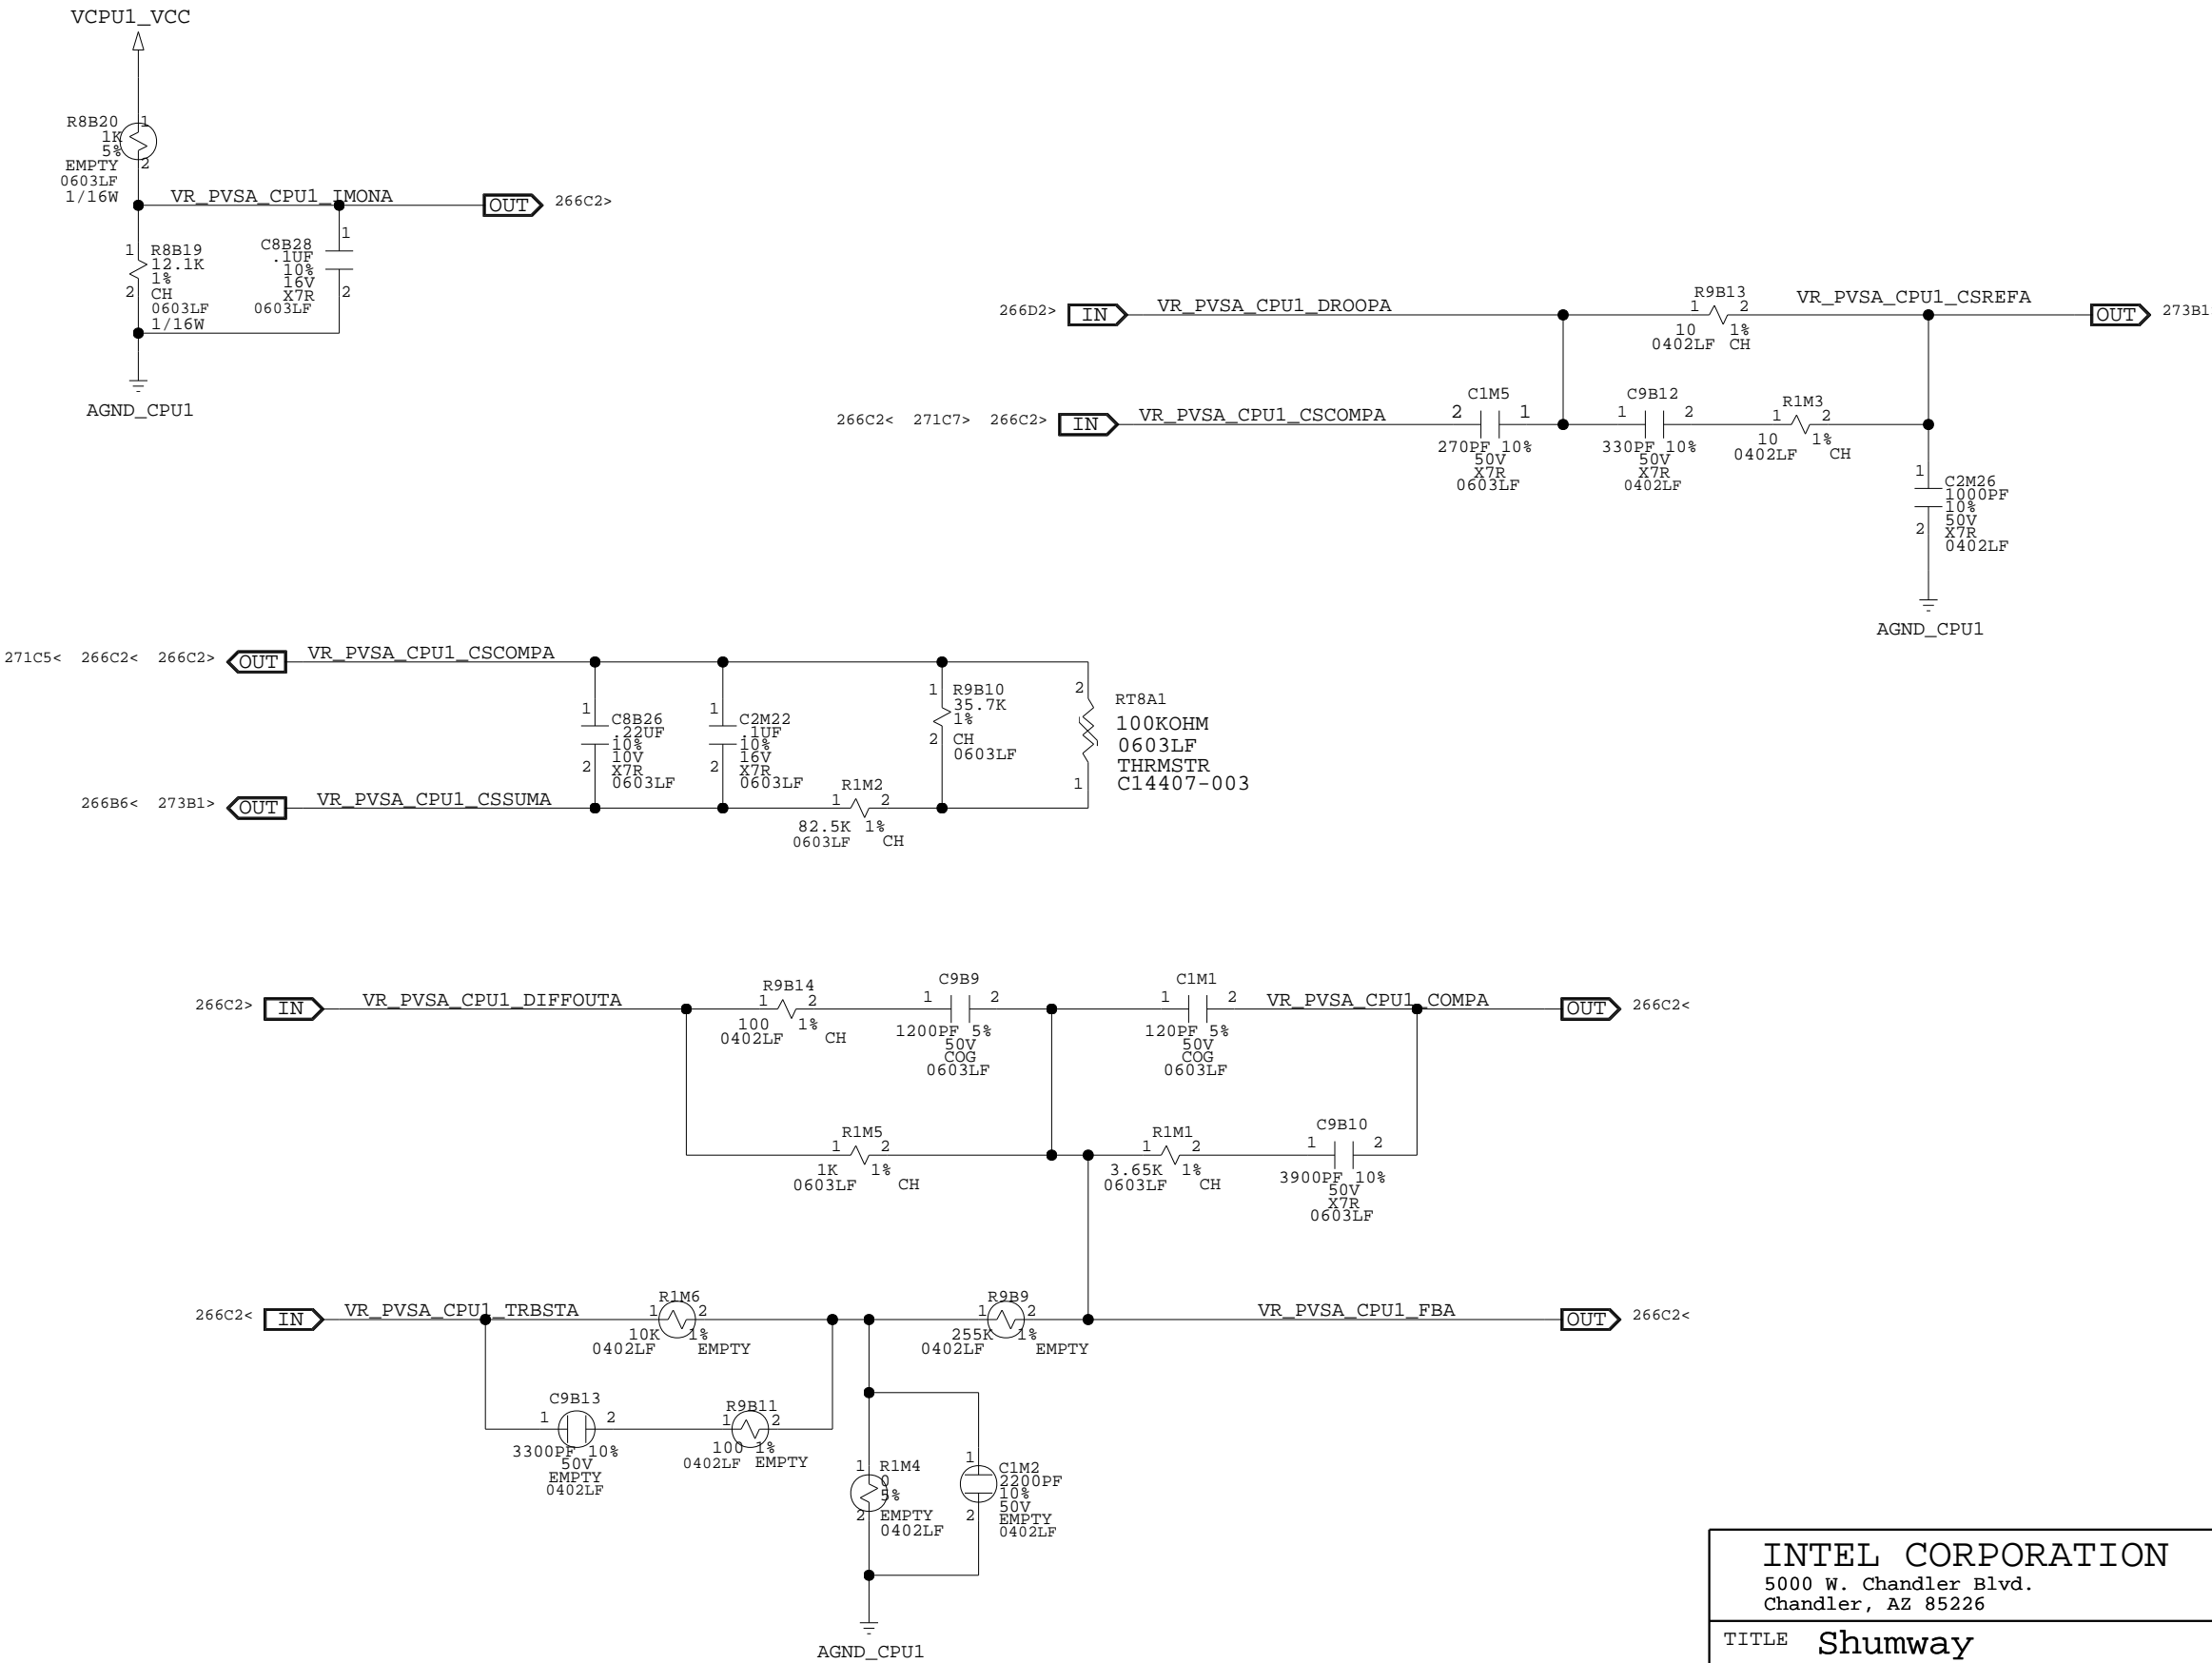 VCPU1_VCC
R8B20
1
1K
5%
EMPTY
2
0603LF
1/16W
VR_PVSA_CPU1_IMONA
OUT
266C2>
1
R8B19
12.1K
1%
2
CH
0603LF
1/16W
C8B28
1
.1UF
10%
16V
X7R
2
0603LF
AGND_CPU1
266D2>
IN
VR_PVSA_CPU1_DROOPA
R9B13
1 2
10 1%
0402LF CH
VR_PVSA_CPU1_CSREFA
OUT
273B1
266C2< 271C7> 266C2>
IN
VR_PVSA_CPU1_CSCOMPA
C1M5
2 1
270PF 10%
50V
X7R
0603LF
C9B12
1 2
330PF 10%
50V
X7R
0402LF
R1M3
1 2
10 1%
0402LF CH
1
C2M26
1000PF
10%
50V
2
X7R
0402LF
AGND_CPU1
271C5< 266C2< 266C2>
OUT
VR_PVSA_CPU1_CSCOMPA
1
C8B26
.22UF
10%
10V
2
X7R
0603LF
1
C2M22
.1UF
10%
16V
2
X7R
0603LF
1
R9B10
35.7K
1%
2
CH
0603LF
2
RT8A1
100KOHM
0603LF
THRMSTR
1
C14407-003
266B6< 273B1>
OUT
VR_PVSA_CPU1_CSSUMA
R1M2
1 2
82.5K 1%
0603LF CH
266C2>
IN
VR_PVSA_CPU1_DIFFOUTA
R9B14
1 2
100 1%
0402LF CH
C9B9
1 2
1200PF 5%
50V
COG
0603LF
C1M1
1 2
120PF 5%
50V
COG
0603LF
VR_PVSA_CPU1_COMPA
OUT
266C2<
R1M5
1 2
1K 1%
0603LF CH
R1M1
1 2
3.65K 1%
0603LF CH
C9B10
1 2
3900PF 10%
50V
X7R
0603LF
266C2<
IN
VR_PVSA_CPU1_TRBSTA
R1M6
1 2
10K 1%
0402LF EMPTY
R9B9
1 2
255K 1%
0402LF EMPTY
VR_PVSA_CPU1_FBA
OUT
266C2<
C9B13
1 2
3300PF 10%
50V
EMPTY
0402LF
R9B11
1 2
100 1%
0402LF EMPTY
1
R1M4
0
5%
2
EMPTY
0402LF
1
C1M2
2200PF
10%
50V
2
EMPTY
0402LF
AGND_CPU1
INTEL CORPORATION
5000 W. Chandler Blvd.
Chandler, AZ 85226
TITLE Shumway